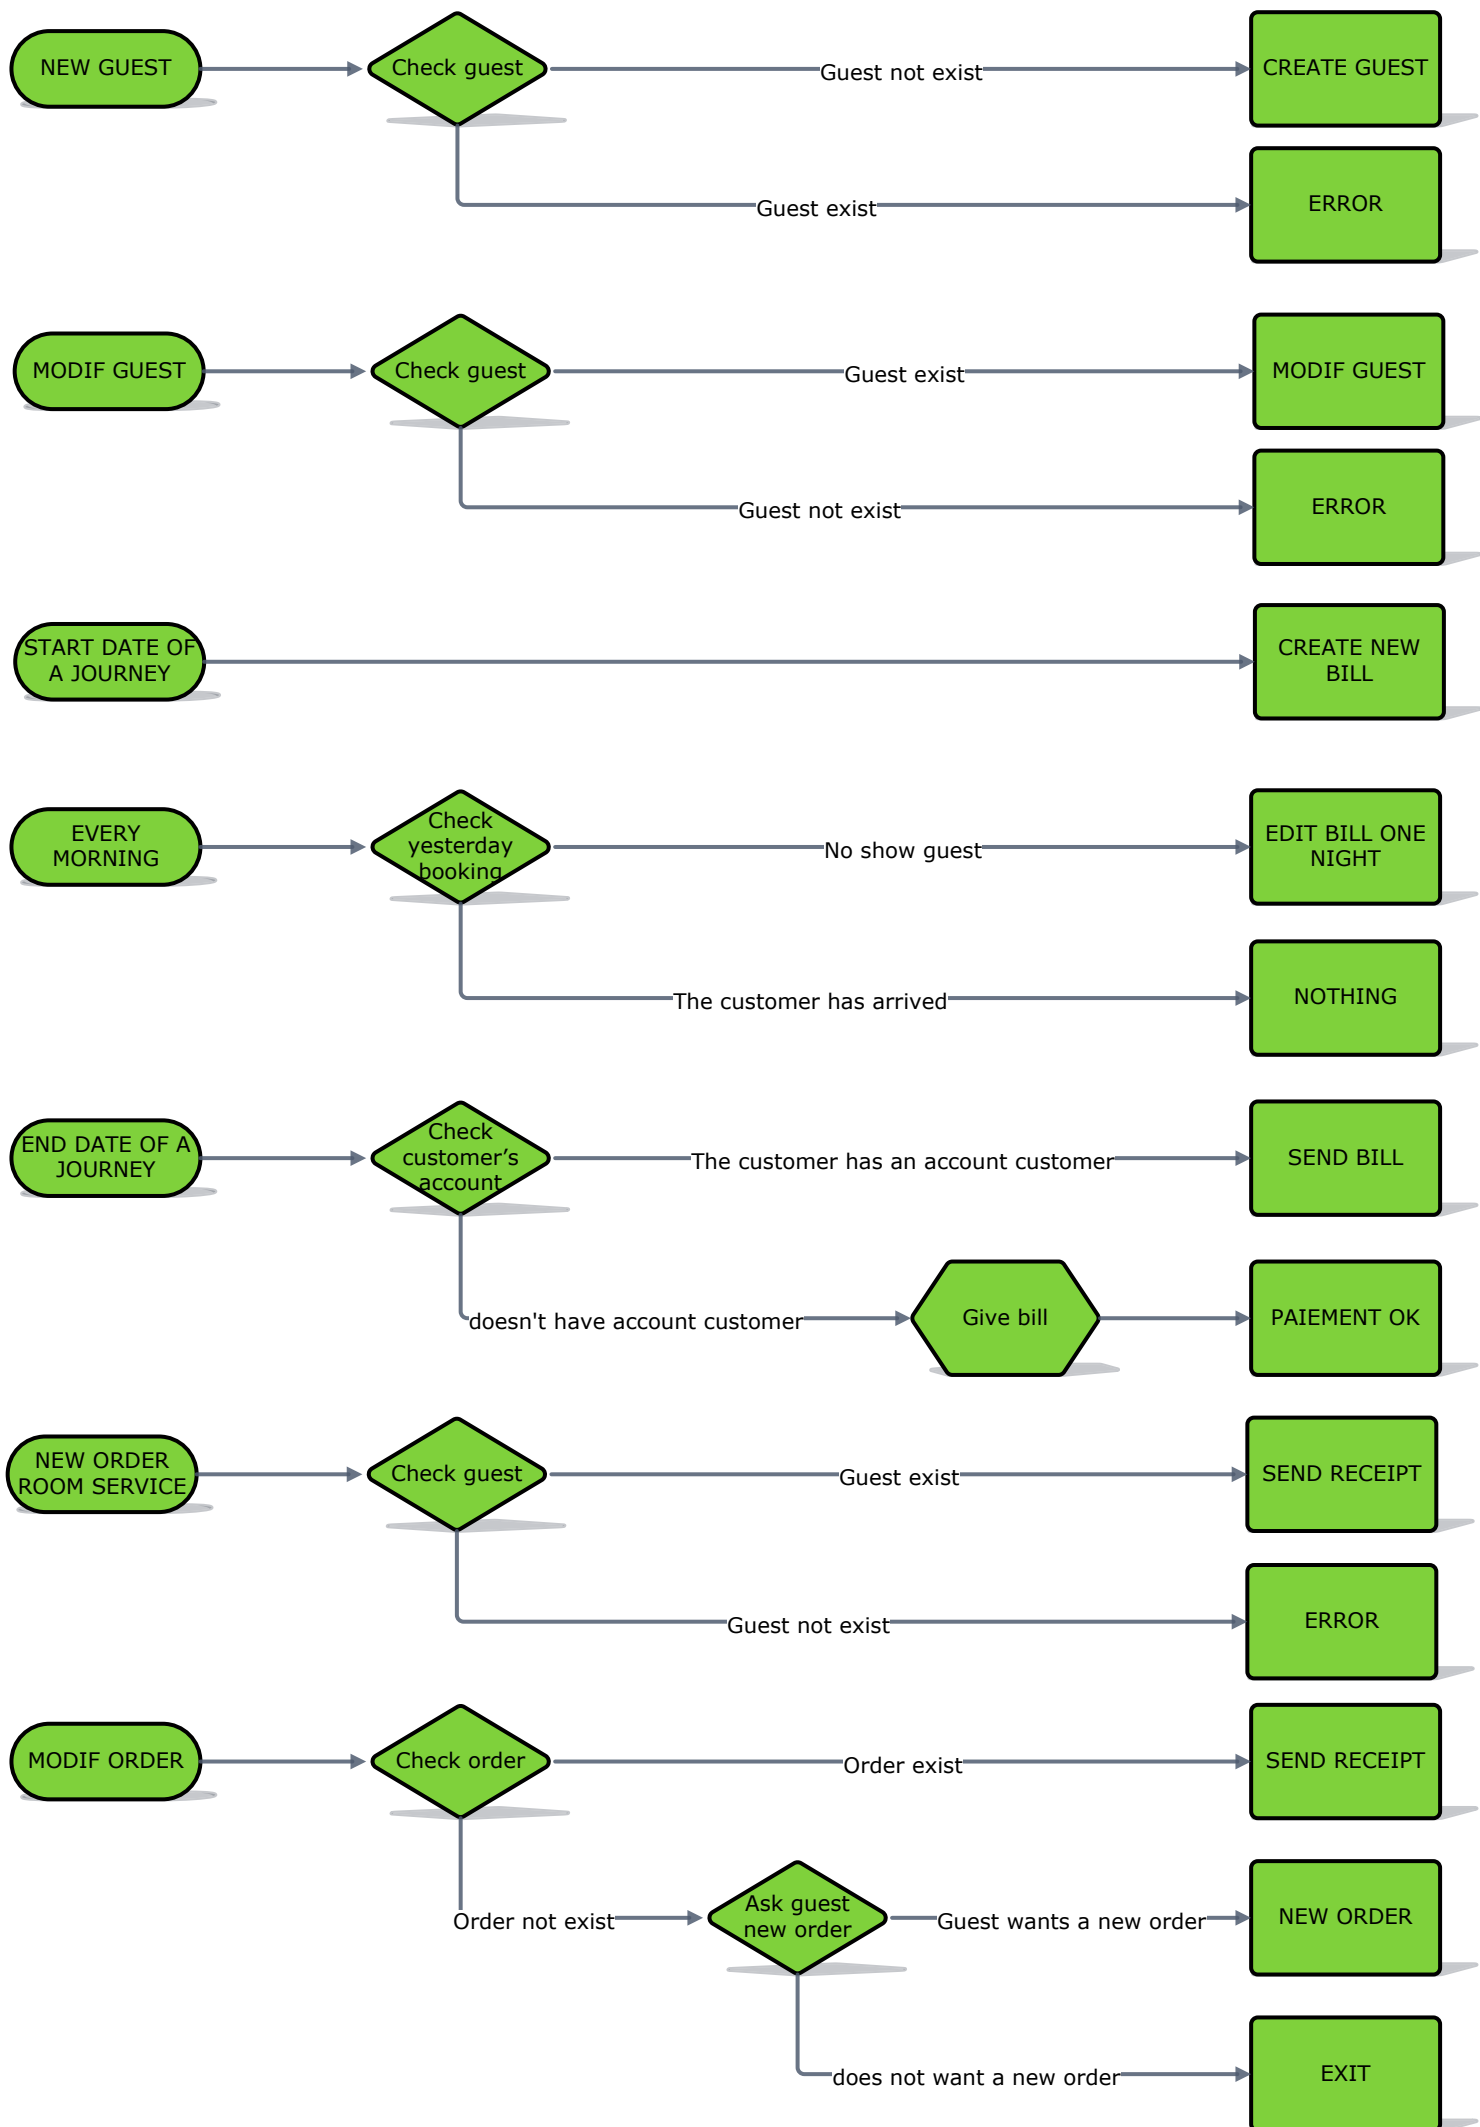 NEW GUEST
Check guest
Guest not exist
CREATE GUEST
Guest exist
ERROR
MODIF GUEST
Check guest
Guest exist
MODIF GUEST
Guest not exist
ERROR
START DATE OF
A JOURNEY
CREATE NEW
BILL
EVERY
MORNING
Check
yesterday
booking
No show guest
EDIT BILL ONE
NIGHT
The customer has arrived
NOTHING
END DATE OF A
JOURNEY
Check
customer’s
account
The customer has an account customer
SEND BILL
doesn't have account customer
Give bill
PAIEMENT OK
NEW ORDER
ROOM SERVICE
Check guest
Guest exist
SEND RECEIPT
Guest not exist
ERROR
MODIF ORDER
Check order
Order exist
SEND RECEIPT
Order not exist
Ask guest
new order
Guest wants a new order
NEW ORDER
does not want a new order
EXIT